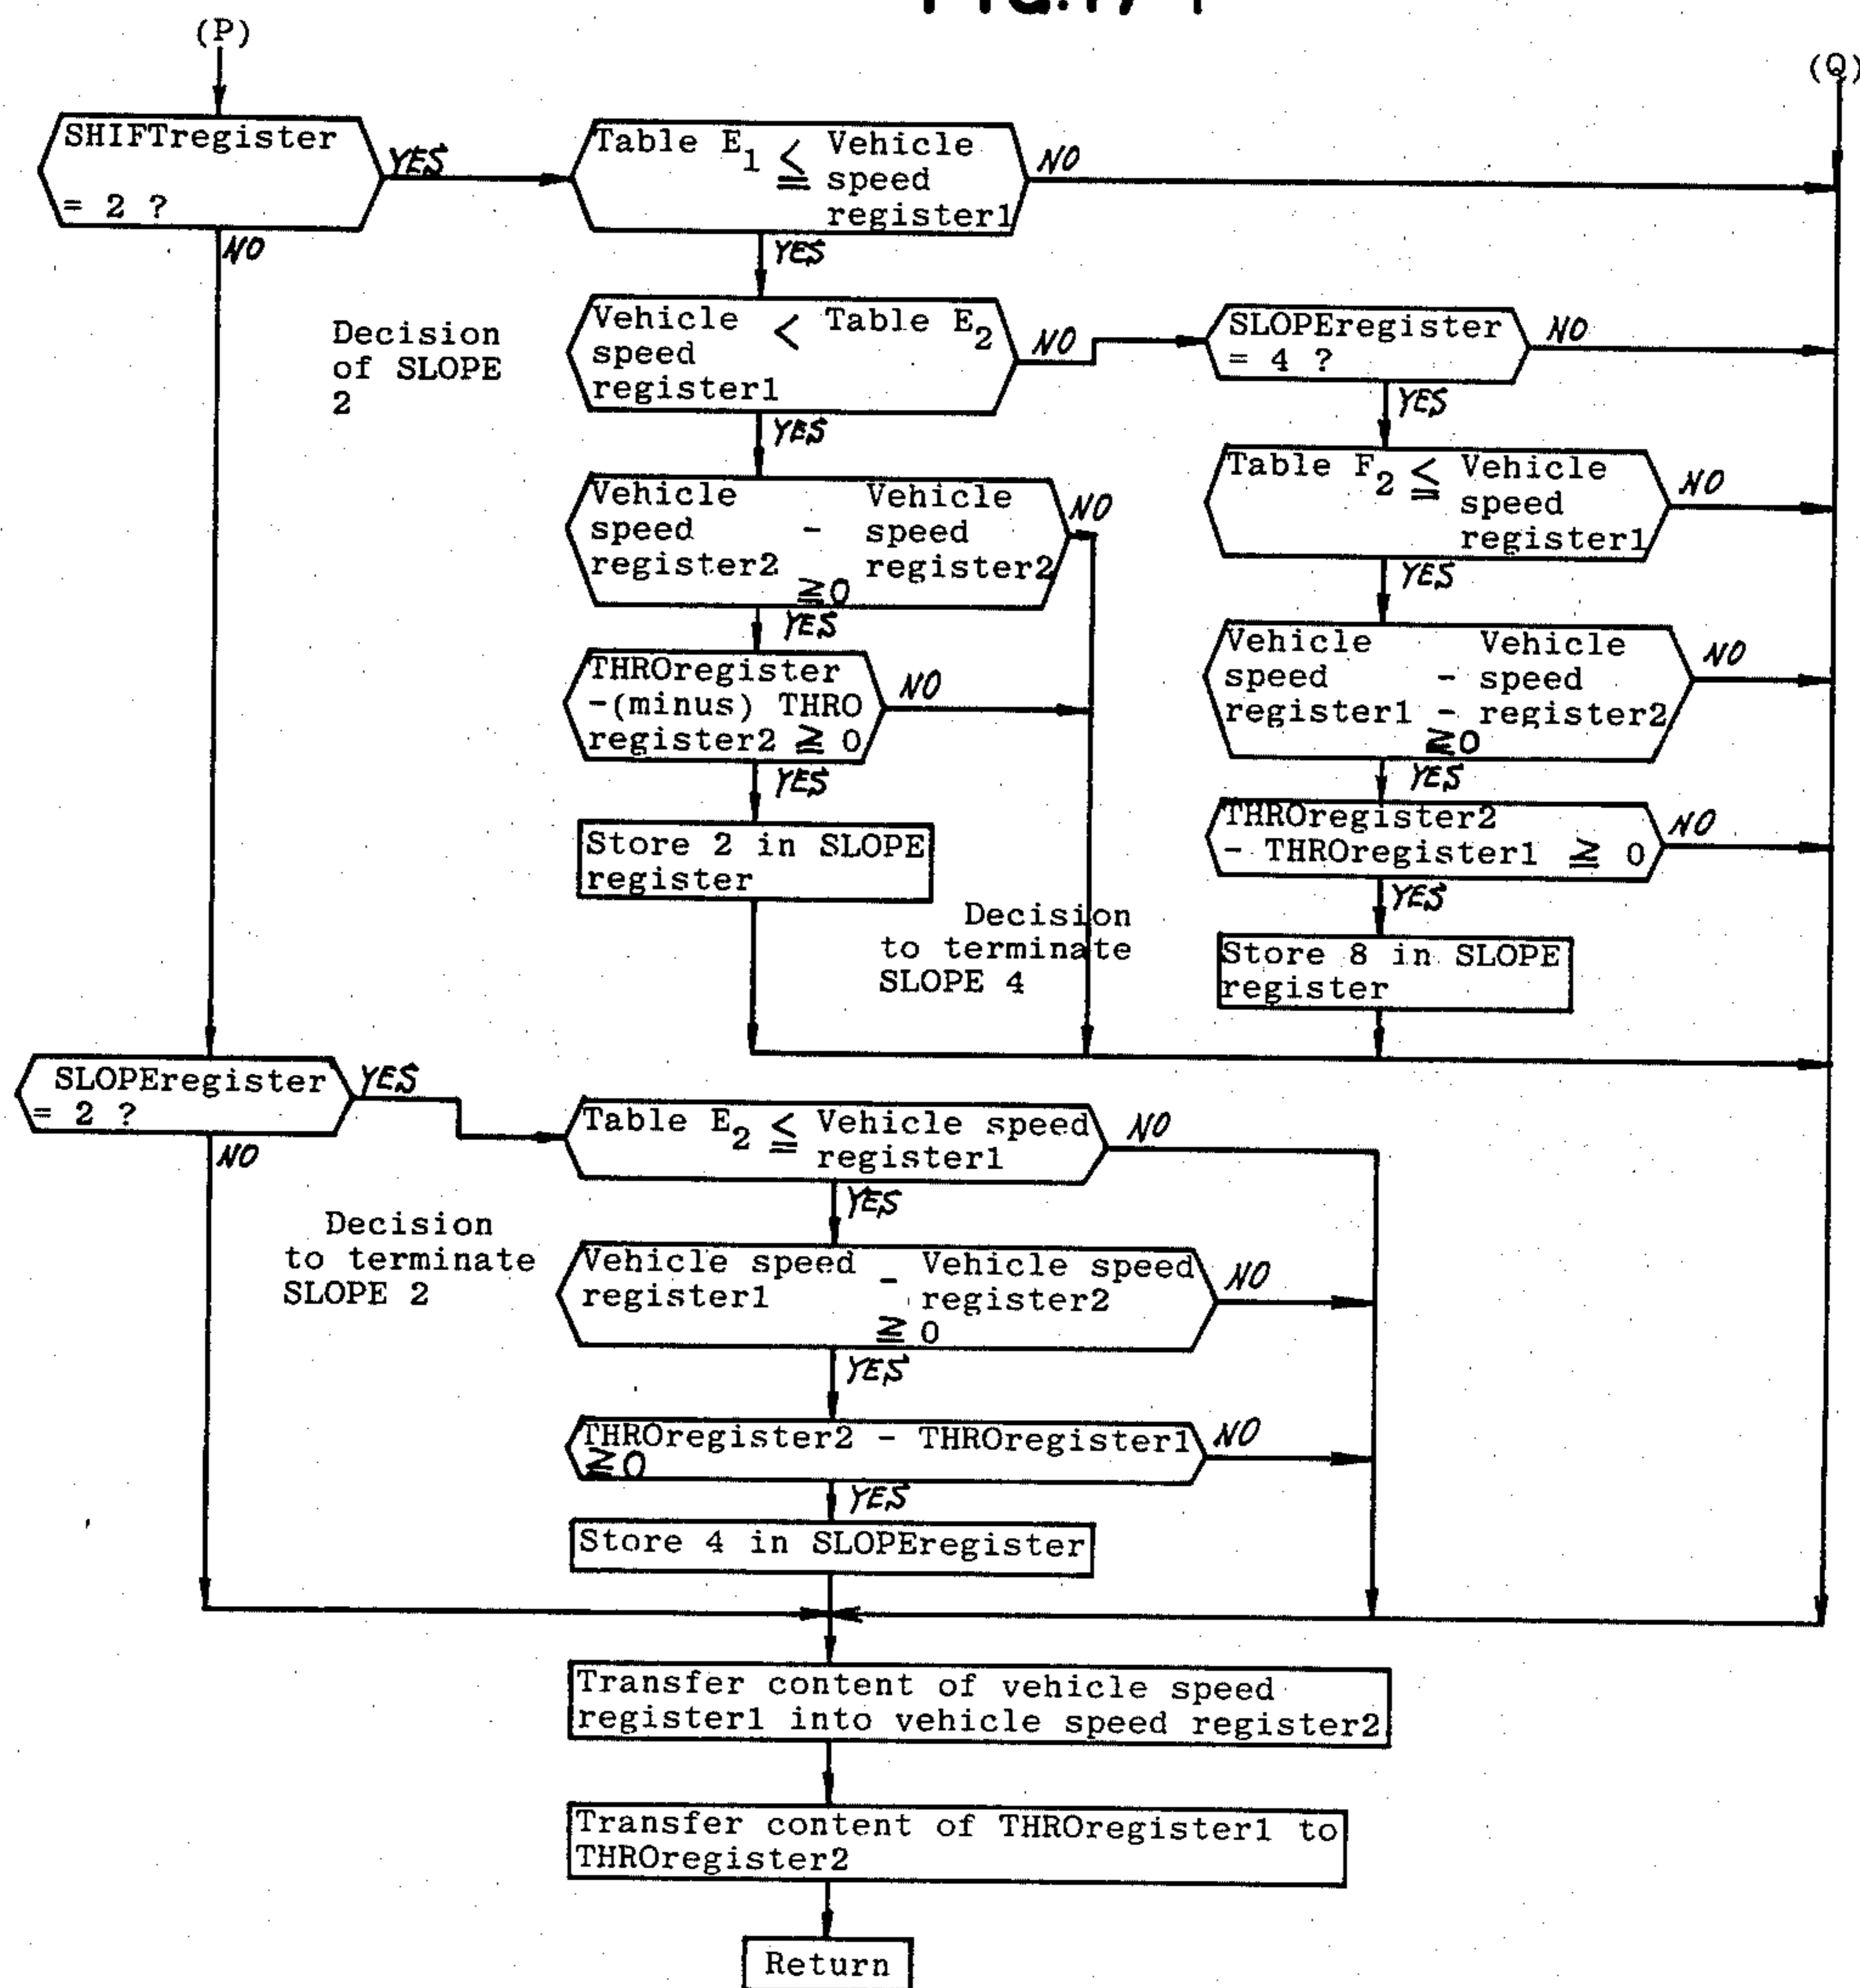 (P)
(Q)
SHIFTregister
= 2 ?
YES
NO
Table E1 ≦ Vehicle
speed
register1
NO
YES
Decision
of SLOPE
2
Vehicle < Table E2
speed
register1
NO
YES
SLOPEregister
= 4 ?
NO
YES
Vehicle Vehicle
speed - speed
register2 register2
≧0
NO
YES
Table F2 ≦ Vehicle
speed
register1
NO
YES
THROregister
-(minus) THRO
register2 ≧ 0
NO
YES
Vehicle Vehicle
speed - speed
register1 - register2
≧0
NO
YES
Store 2 in SLOPE
register
THROregister2
- THROregister1 ≧ 0
NO
YES
Decision
to terminate
SLOPE 4
Store 8 in SLOPE
register
SLOPEregister
= 2 ?
YES
NO
Table E2 ≦ Vehicle speed
register1
NO
YES
Decision
to terminate
SLOPE 2
Vehicle speed - Vehicle speed
register1 register2
≧ 0
NO
YES
THROregister2 - THROregister1
≧0
NO
YES
Store 4 in SLOPEregister
Transfer content of vehicle speed
register1 into vehicle speed register2
Transfer content of THROregister1 to
THROregister2
Return